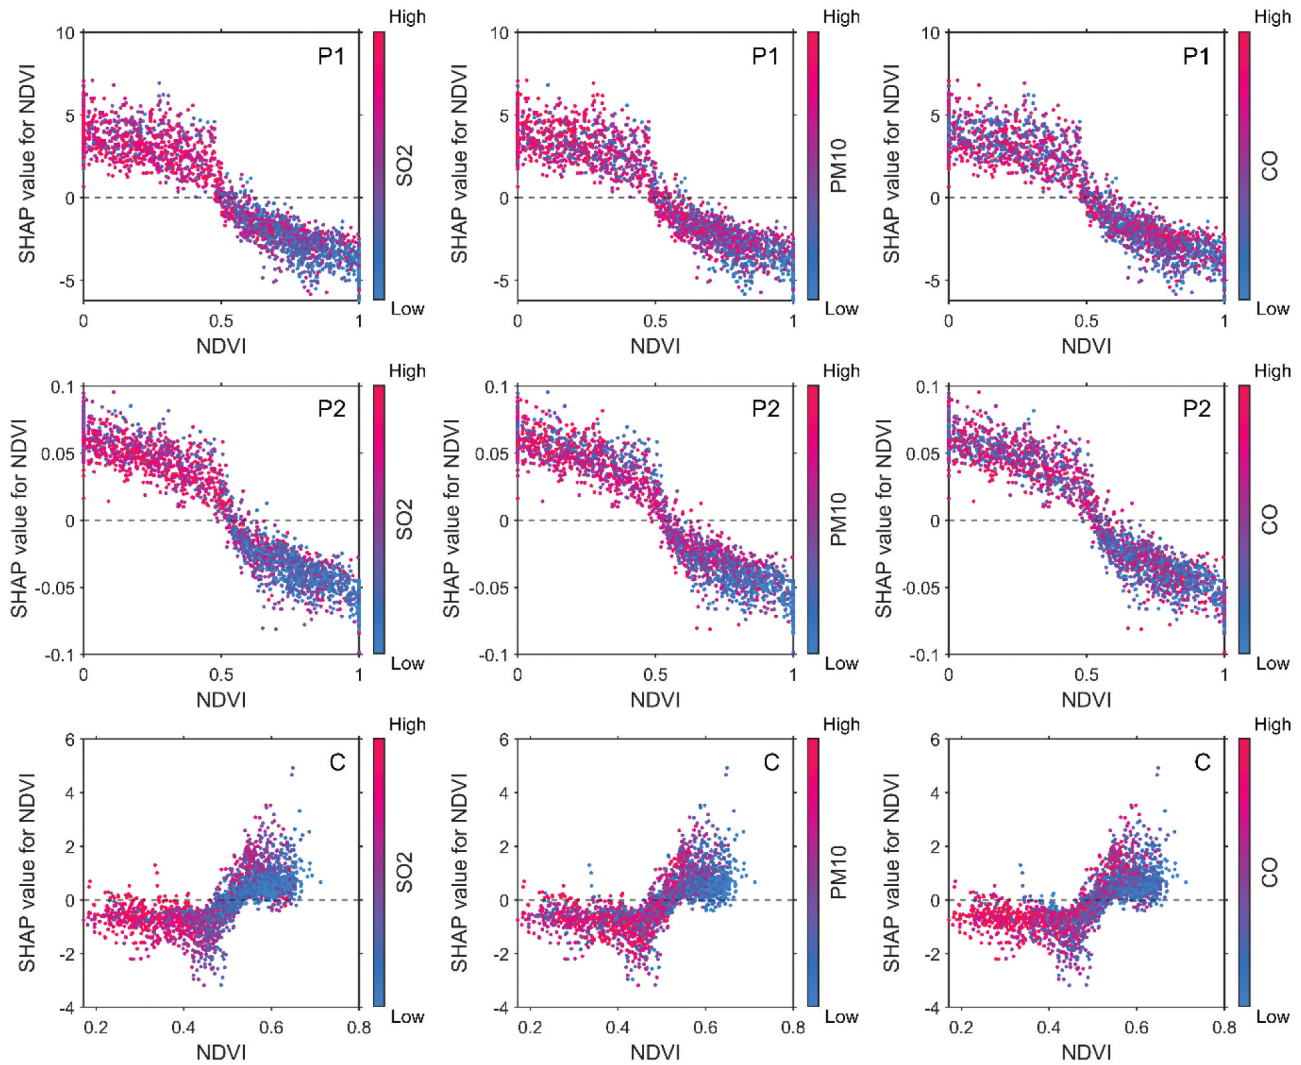 High
10
5
0
-5
SHAP value for NDVI
P1
SO2
Low
0 0.5 1
NDVI
High
10
5
0
-5
SHAP value for NDVI
P1
PM10
Low
0 0.5 1
NDVI
High
10
5
0
-5
SHAP value for NDVI
P1
CO
Low
0 0.5 1
NDVI
High
0.1
0.05
0
-0.05
-0.1
SHAP value for NDVI
P2
SO2
Low
0 0.5 1
NDVI
High
0.1
0.05
0
-0.05
-0.1
SHAP value for NDVI
P2
PM10
Low
0 0.5 1
NDVI
High
0.1
0.05
0
-0.05
-0.1
SHAP value for NDVI
P2
CO
Low
0 0.5 1
NDVI
High
6
4
2
0
-2
-4
SHAP value for NDVI
C
SO2
Low
0.2 0.4 0.6 0.8
NDVI
High
6
4
2
0
-2
-4
SHAP value for NDVI
C
PM10
Low
0.2 0.4 0.6 0.8
NDVI
High
6
4
2
0
-2
-4
SHAP value for NDVI
C
CO
Low
0.2 0.4 0.6 0.8
NDVI